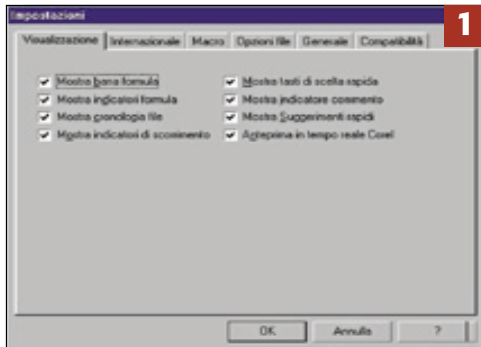 Impostazioni
1
Visualizzazione Internazionale Macro Opzioni file Generale Compatibilità
Mostra barra formula
Mostra indicatori formula
Mostra cronologia file
Mostra indicatori di scorrimento
Mostra tasti di scelta rapida
Mostra indicatore commento
Mostra Suggerimenti rapidi
Anteprima in tempo reale Corel
OK Annulla ?